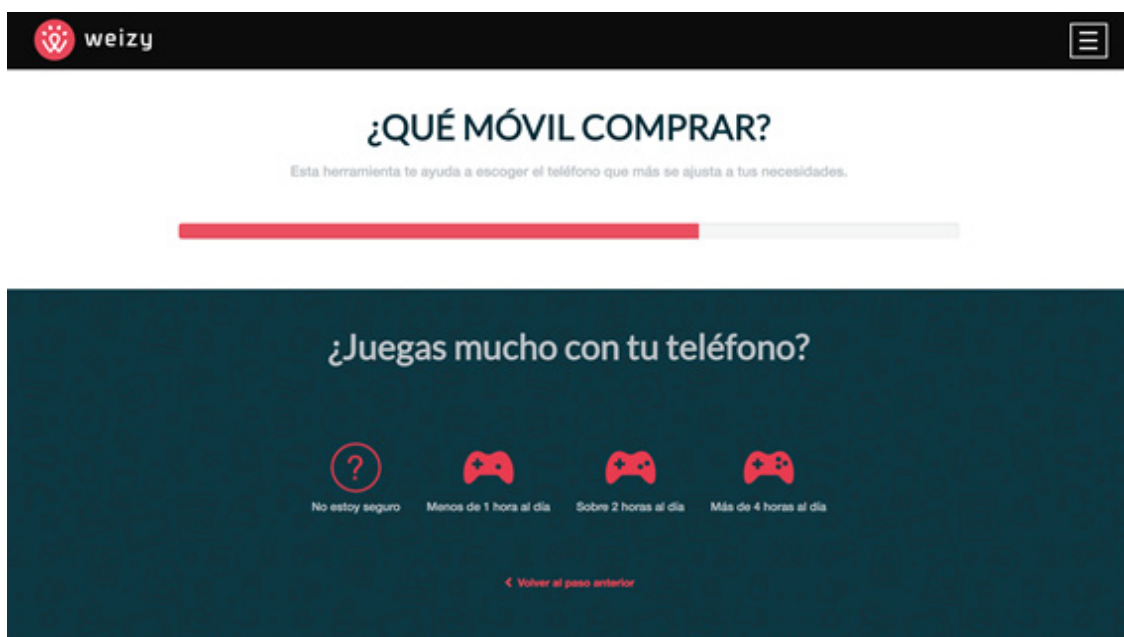 weizy
¿QUÉ MÓVIL COMPRAR?
Esta herramienta te ayuda a escoger el teléfono que más se ajusta a tus necesidades.
¿Juegas mucho con tu teléfono?
?
No estoy seguro
Menos de 1 hora al día
Sobre 2 horas al día
Más de 4 horas al día
Volver al paso anterior